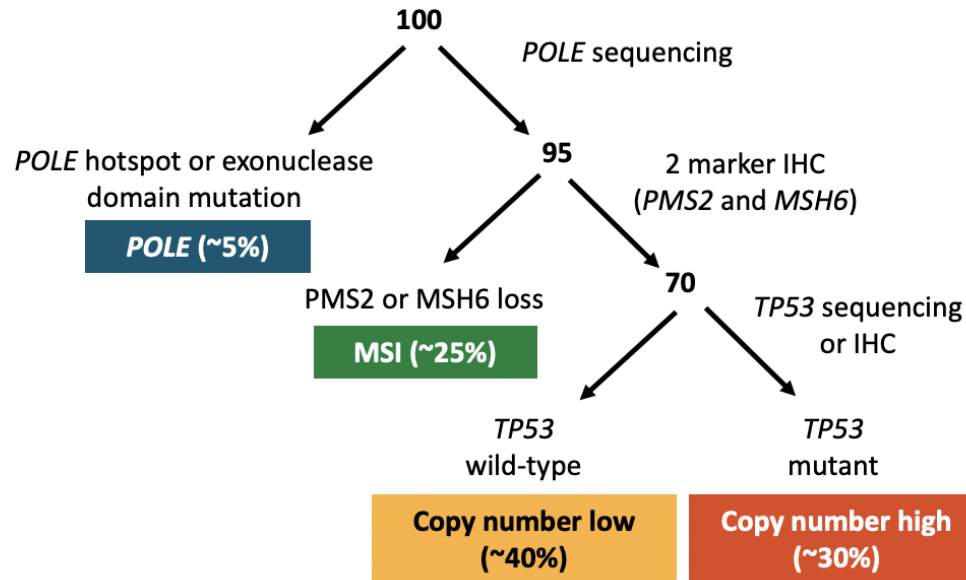 100
POLE sequencing
POLE hotspot or exonuclease
domain mutation
POLE (~5%)
95
2 marker IHC
(PMS2 and MSH6)
PMS2 or MSH6 loss
MSI (~25%)
70
TP53 sequencing
or IHC
TP53
wild-type
Copy number low
(~40%)
TP53
mutant
Copy number high
(~30%)